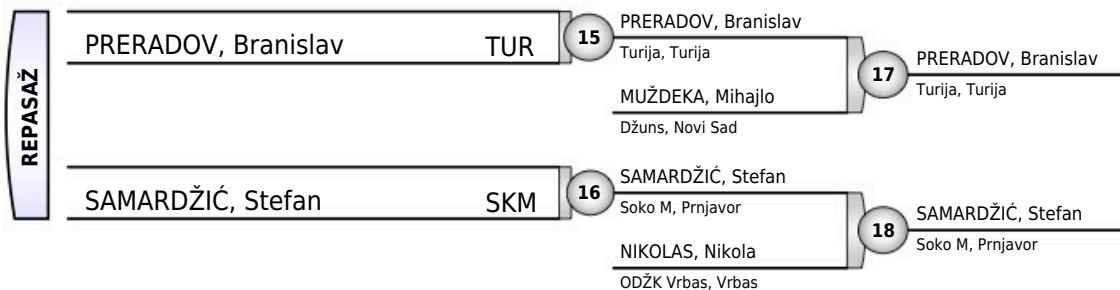 REPASAŽ
PRERADOV, Branislav TUR
15
PRERADOV, Branislav
Turija, Turija
MUŽDEKA, Mihajlo
Džuns, Novi Sad
17
PRERADOV, Branislav
Turija, Turija
SAMARDŽIĆ, Stefan SKM
16
SAMARDŽIĆ, Stefan
Soko M, Prnjavor
NIKOLAS, Nikola
ODŽK Vrbas, Vrbas
18
SAMARDŽIĆ, Stefan
Soko M, Prnjavor